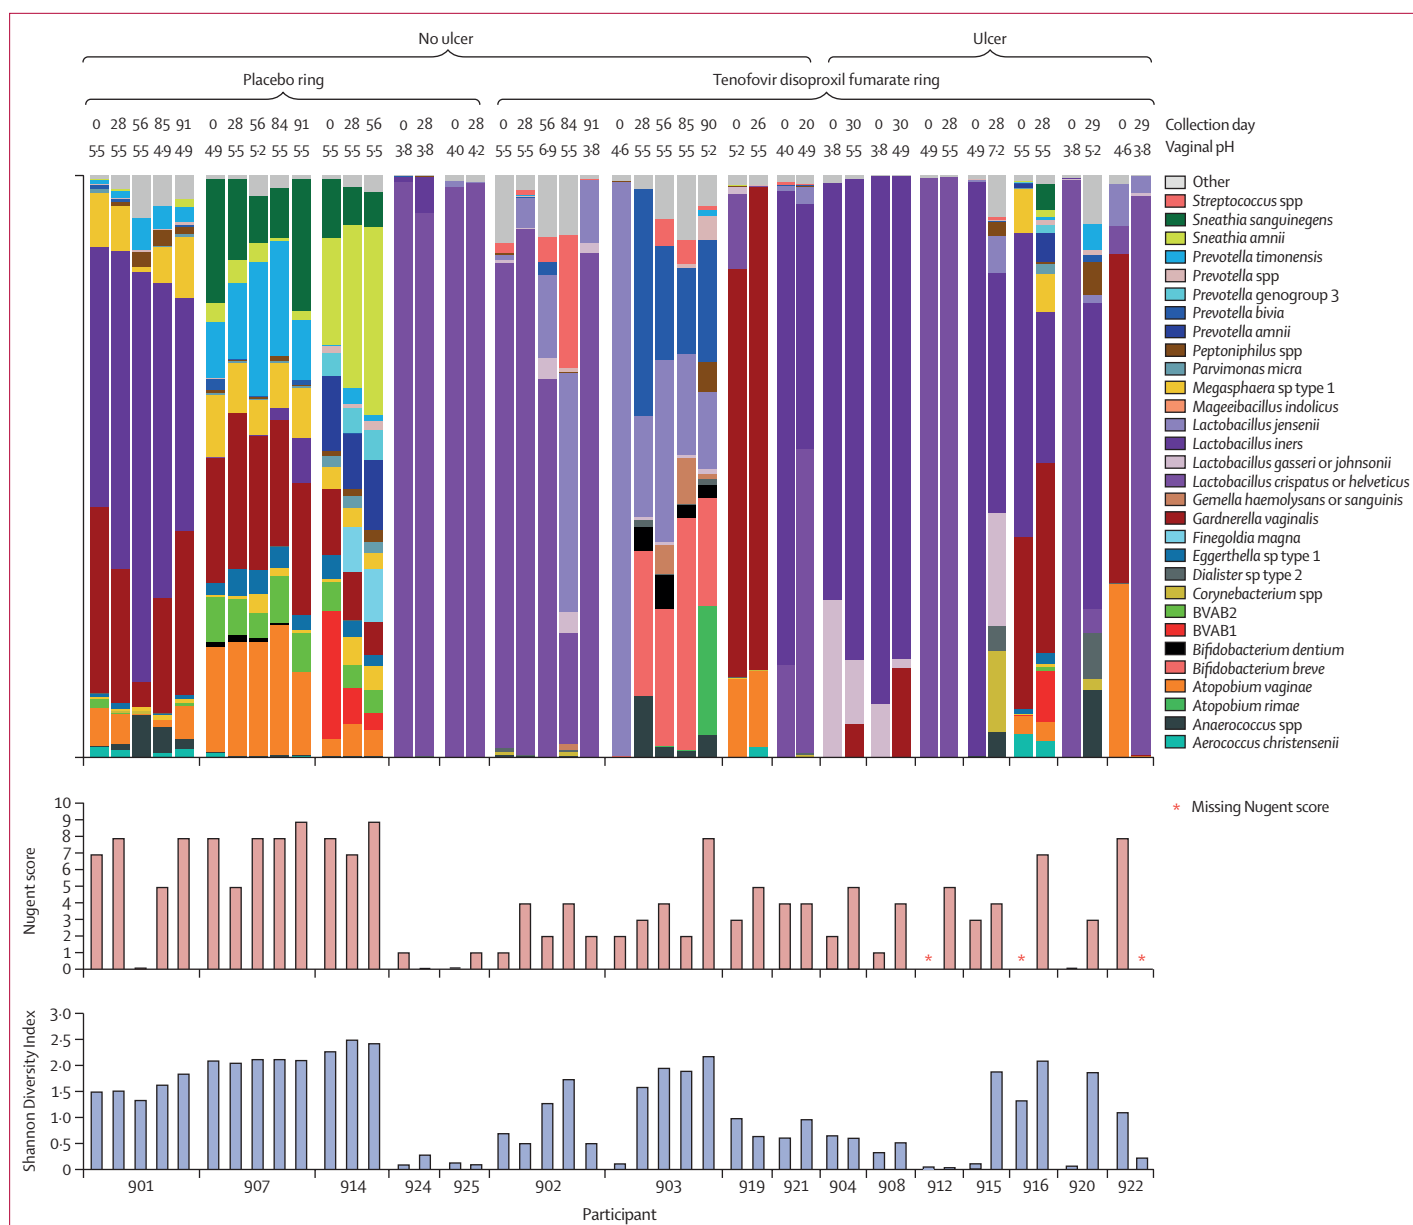 No ulcer Ulcer
Placebo ring Tenofovir disoproxil fumarate ring
0 28 56 85 91 0 28 56 84 91 0 28 56 0 28 0 28 0 28 56 84 91 0 28 56 85 90 0 26 0 20 0 30 0 30 0 28 0 28 0 28 0 29 0 29 Collection day
55 55 55 49 49 49 55 52 55 55 55 55 55 38 38 40 42 55 55 69 55 38 46 55 55 55 52 52 55 40 49 38 55 38 49 49 55 49 72 55 55 38 52 46 38 Vaginal pH
Other
Streptococcus spp
Sneathia sanguinegens
Sneathia amnii
Prevotella timonensis
Prevotella spp
Prevotella genogroup 3
Prevotella bivia
Prevotella amnii
Peptoniphilus spp
Parvimonas micra
Megasphaera sp type 1
Mageeibacillus indolicus
Lactobacillus jensenii
Lactobacillus iners
Lactobacillus gasseri or johnsonii
Lactobacillus crispatus or helveticus
Gemella haemolysans or sanguinis
Gardnerella vaginalis
Finegoldia magna
Eggerthella sp type 1
Dialister sp type 2
Corynebacterium spp
BVAB2
BVAB1
Bifidobacterium dentium
Bifidobacterium breve
Atopobium vaginae
Atopobium rimae
Anaerococcus spp
Aerococcus christensenii
Nugent score
10
9
8
7
6
5
4
3
2
1
0
* * *
* Missing Nugent score
Shannon Diversity Index
3·0
2·5
2·0
1·5
1·0
0·5
0
901 907 914 924 925 902 903 919 921 904 908 912 915 916 920 922
Participant